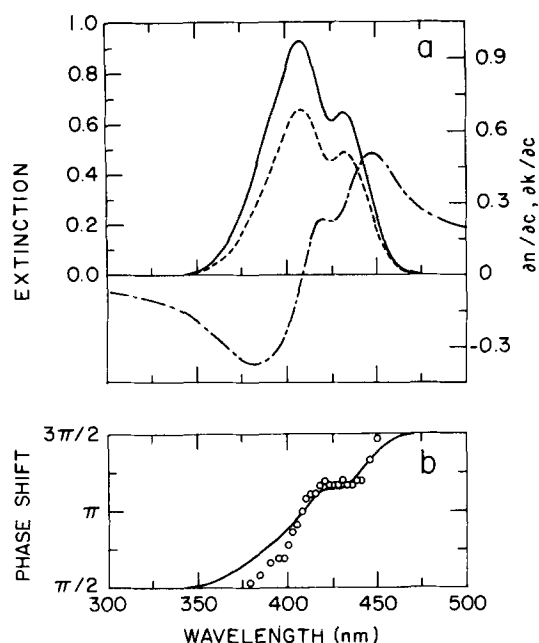 a
1.0
0.8
0.6
0.4
0.2
0.0
EXTINCTION
0.9
0.6
0.3
0
-0.3
∂n/∂c, ∂k/∂c
b
3π/2
π
π/2
PHASE SHIFT
300 350 400 450 500
WAVELENGTH (nm)